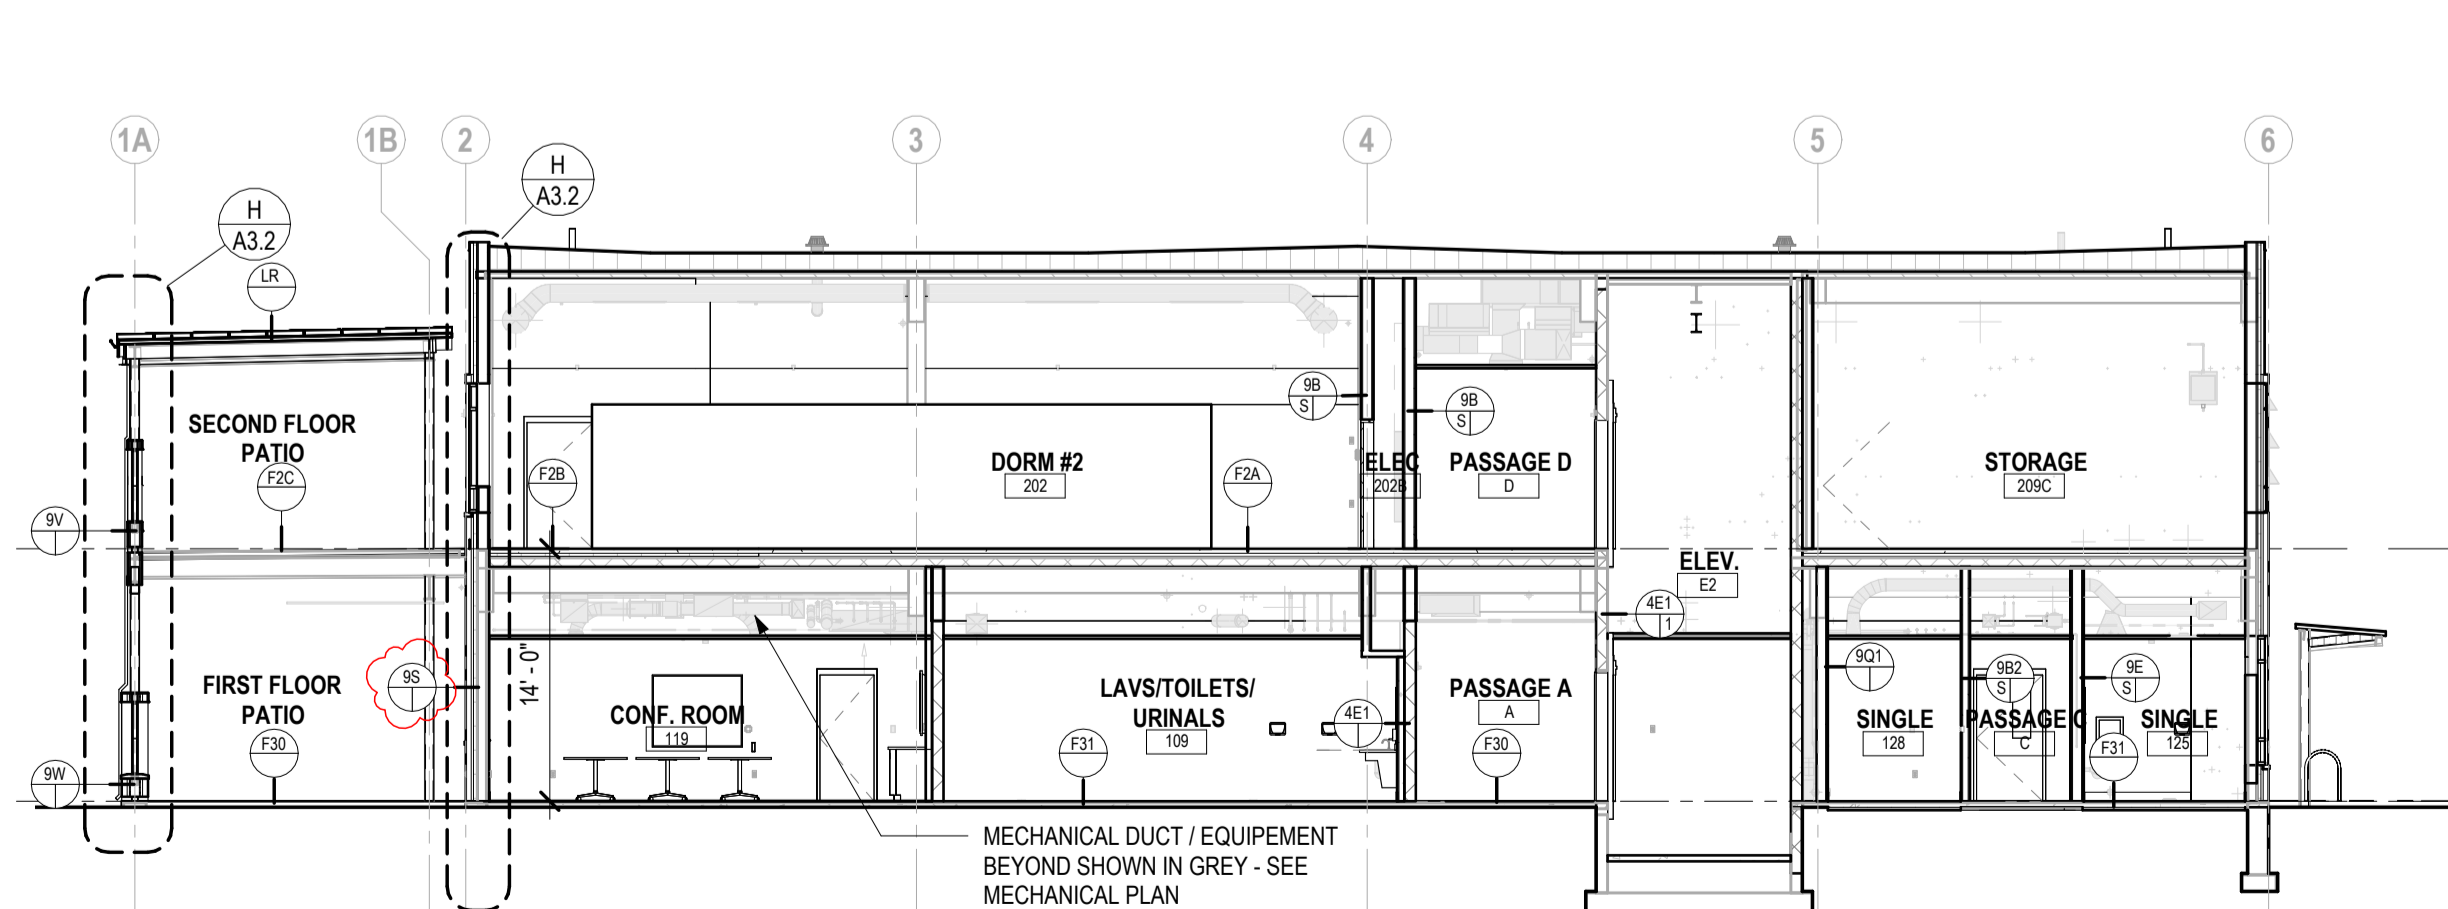 1A
1B
2
3
4
5
6
H
A3.2
H
A3.2
LR
SECOND FLOOR
PATIO
F2C
9V
F2B
DORM #2
202
F2A
9B
S
ELEC
202B
9B
S
PASSAGE D
D
STORAGE
209C
ELEV.
E2
4E1
1
14' - 0"
9S
FIRST FLOOR
PATIO
F30
9W
CONF. ROOM
119
LAVS/TOILETS/
URINALS
109
F31
4E1
PASSAGE A
A
F30
9Q1
SINGLE
128
9B2
S
PASSAGE C
C
9E
S
SINGLE
125
F31
MECHANICAL DUCT / EQUIPEMENT
BEYOND SHOWN IN GREY - SEE
MECHANICAL PLAN